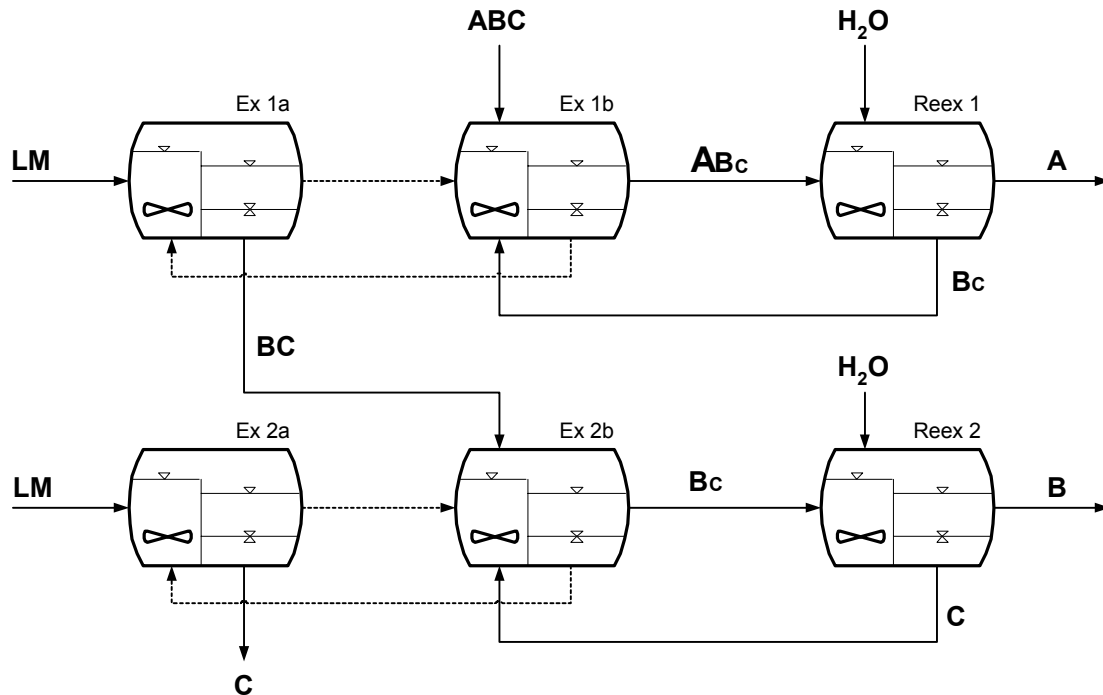 ABC
H₂O
Ex 1a
Ex 1b
Reex 1
LM
ABC
A
BC
BC
H₂O
Ex 2a
Ex 2b
Reex 2
LM
BC
B
C
C